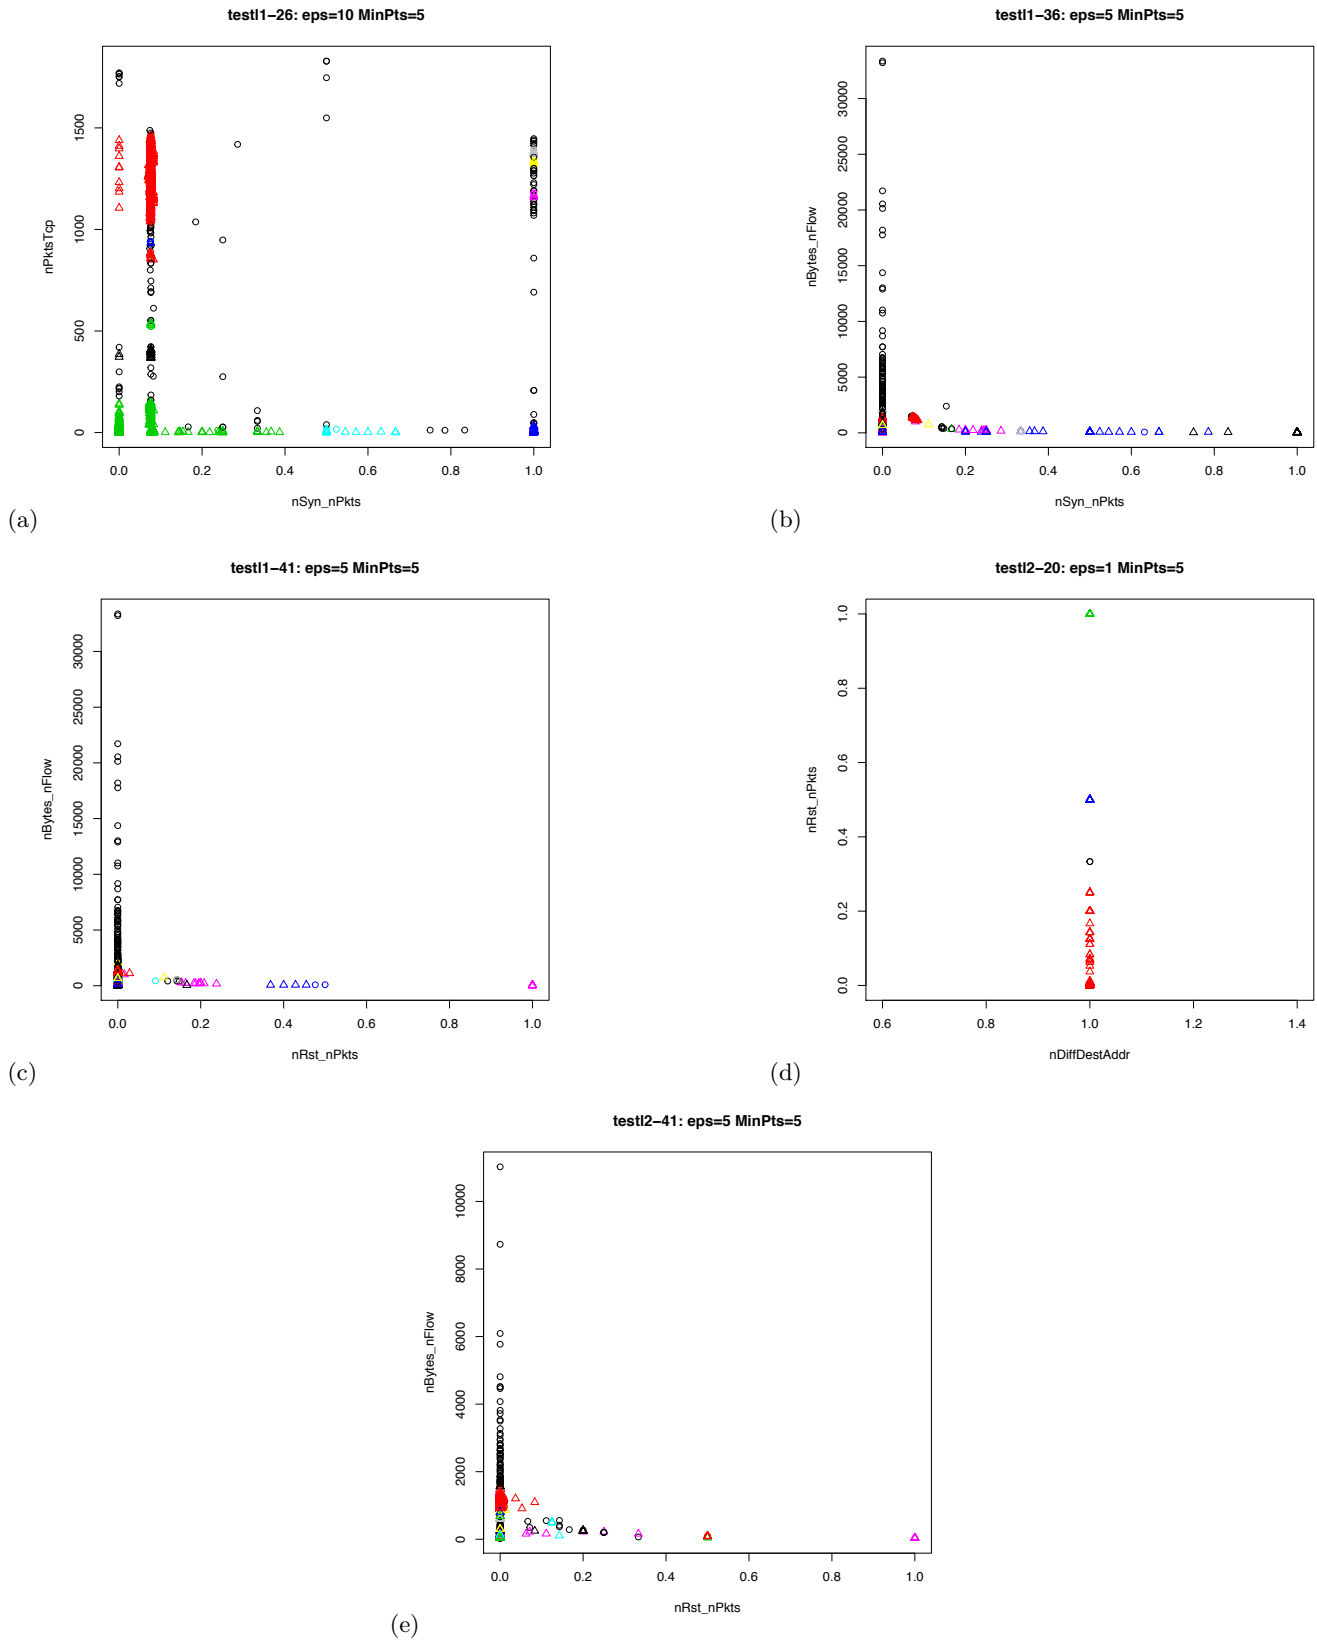 testl1-26: eps=10 MinPts=5
nPktsTcp
1500
1000
500
0
0.0 0.2 0.4 0.6 0.8 1.0
nSyn_nPkts
(a)
testl1-36: eps=5 MinPts=5
nBytes_nFlow
30000
25000
20000
15000
10000
5000
0
0.0 0.2 0.4 0.6 0.8 1.0
nSyn_nPkts
(b)
testl1-41: eps=5 MinPts=5
nBytes_nFlow
30000
25000
20000
15000
10000
5000
0
0.0 0.2 0.4 0.6 0.8 1.0
nRst_nPkts
(c)
testl2-20: eps=1 MinPts=5
nRst_nPkts
1.0
0.8
0.6
0.4
0.2
0.0
0.6 0.8 1.0 1.2 1.4
nDiffDestAddr
(d)
testl2-41: eps=5 MinPts=5
nBytes_nFlow
10000
8000
6000
4000
2000
0
0.0 0.2 0.4 0.6 0.8 1.0
nRst_nPkts
(e)